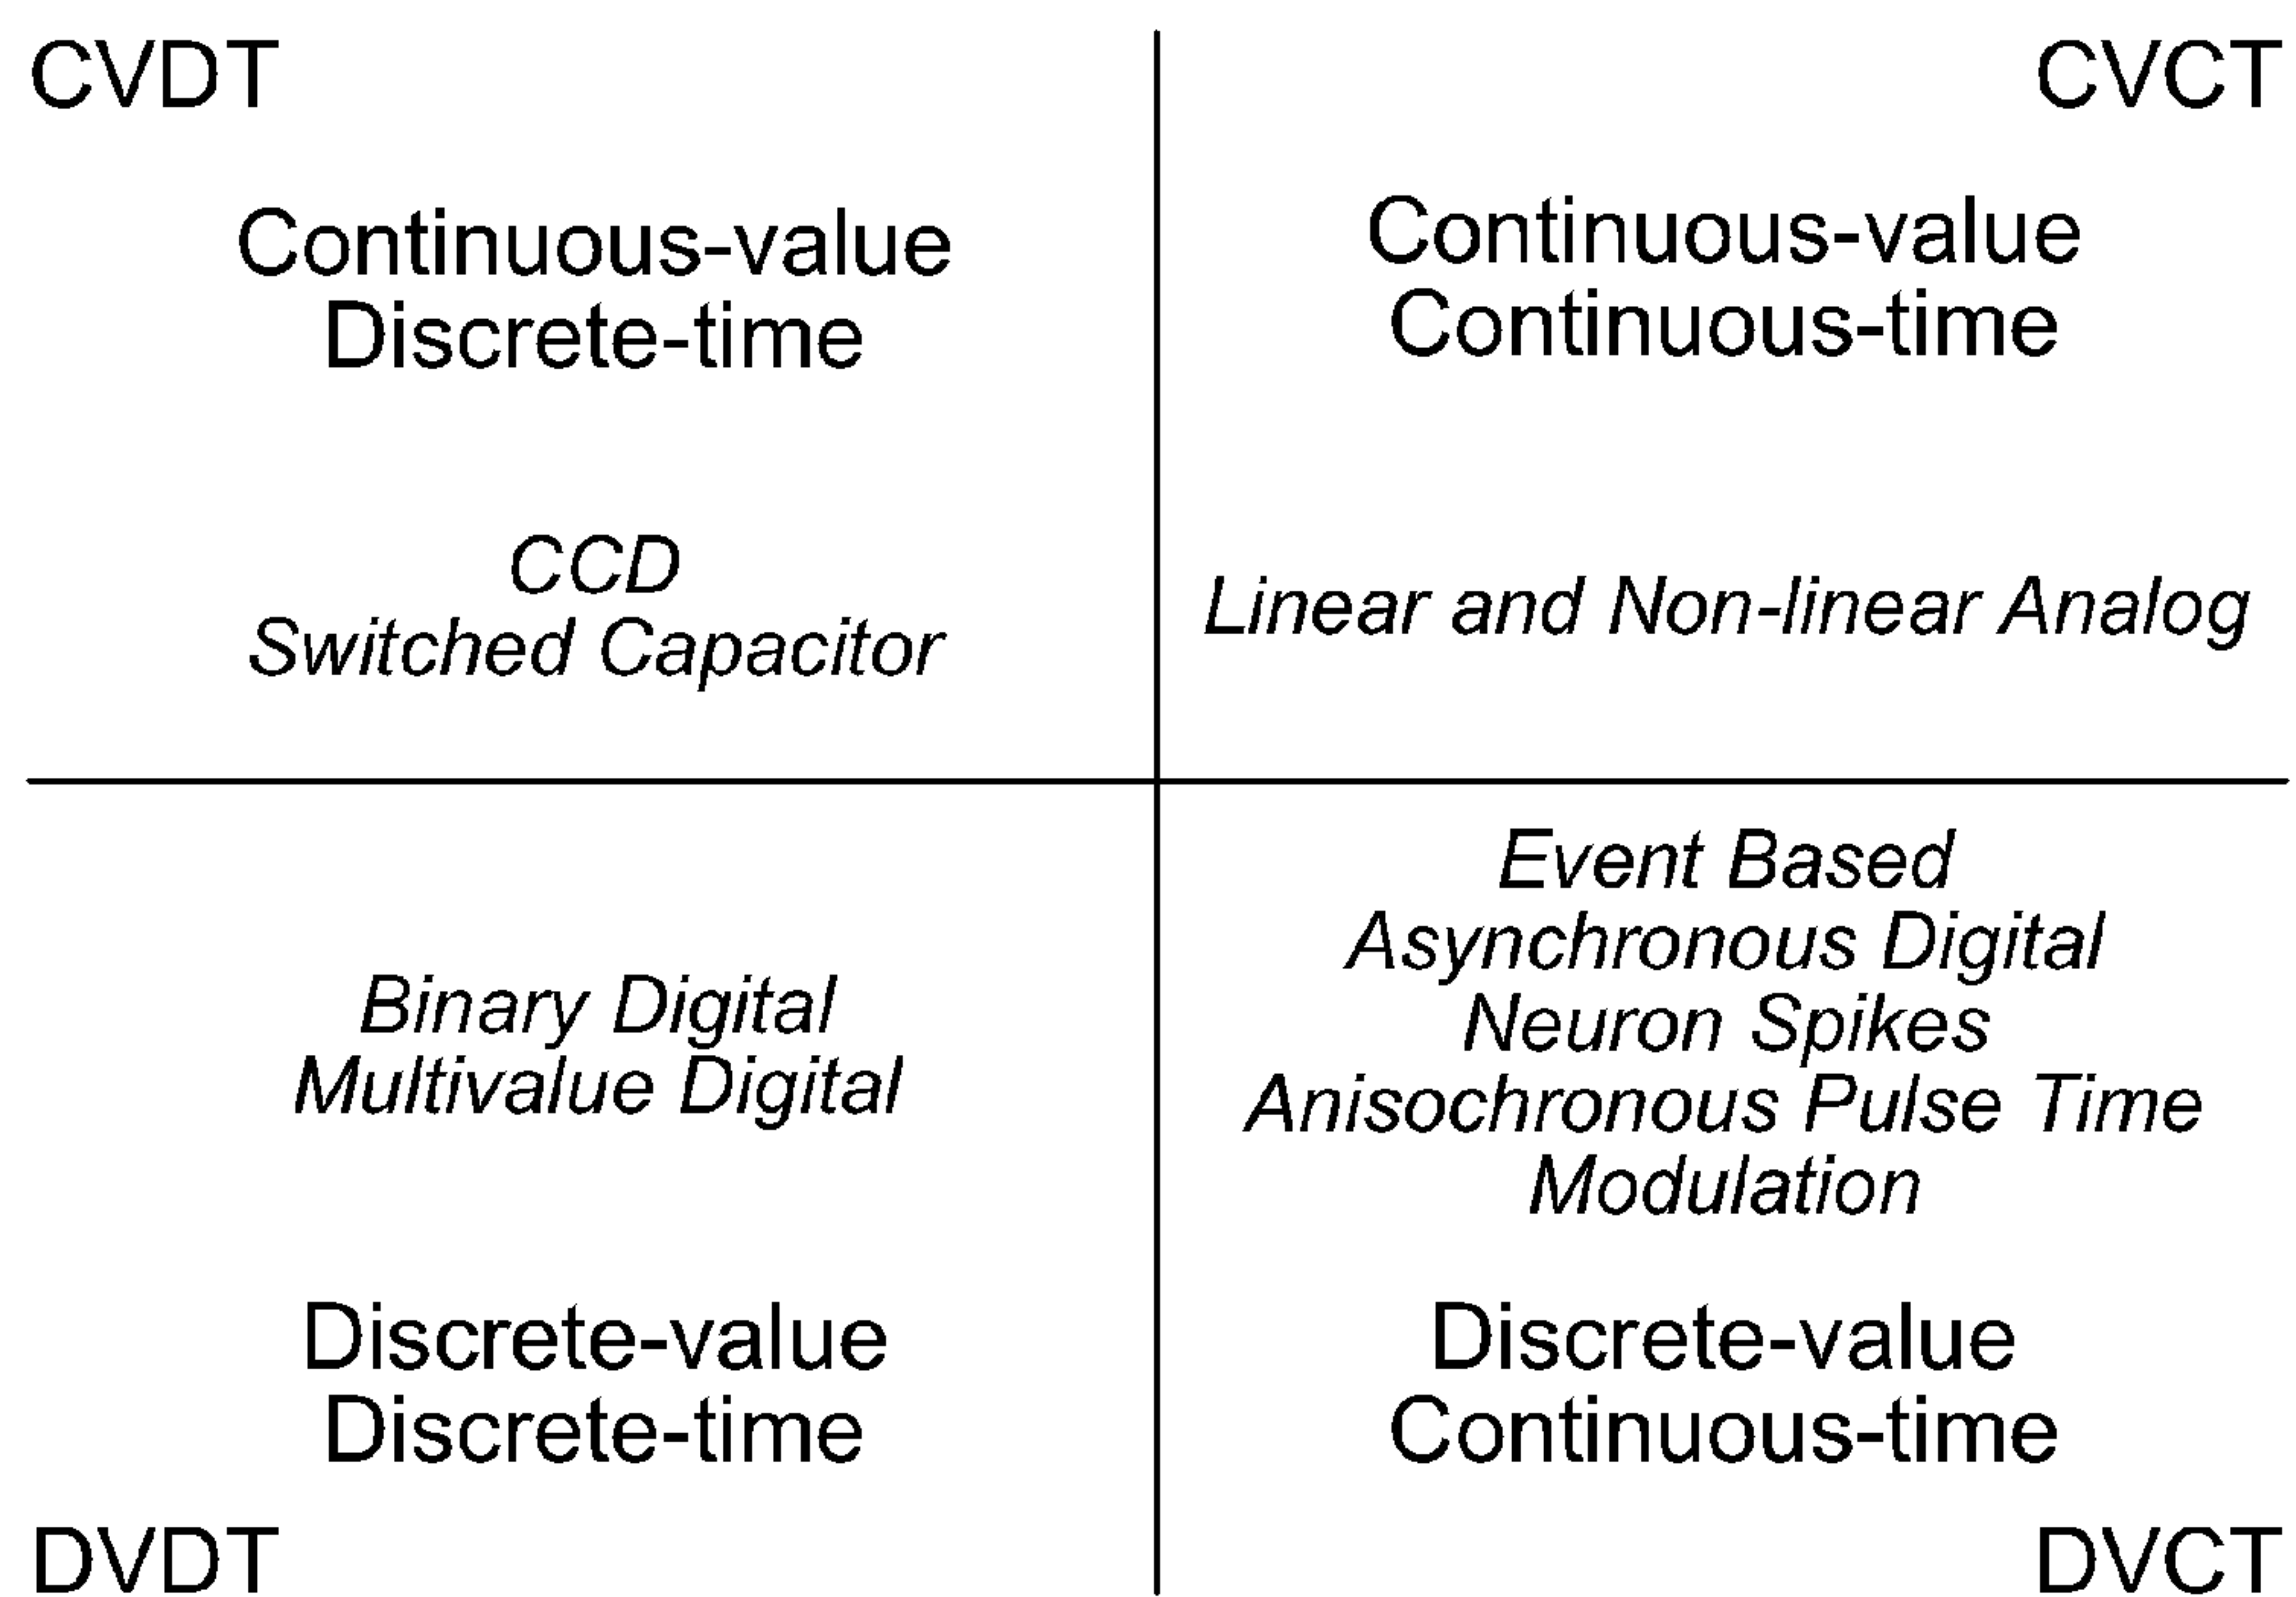 CVDT
Continuous-value
Discrete-time
CCD
Switched Capacitor
CVCT
Continuous-value
Continuous-time
Linear and Non-linear Analog
Binary Digital
Multivalue Digital
Discrete-value
Discrete-time
DVDT
Event Based
Asynchronous Digital
Neuron Spikes
Anisochronous Pulse Time
Modulation
Discrete-value
Continuous-time
DVCT